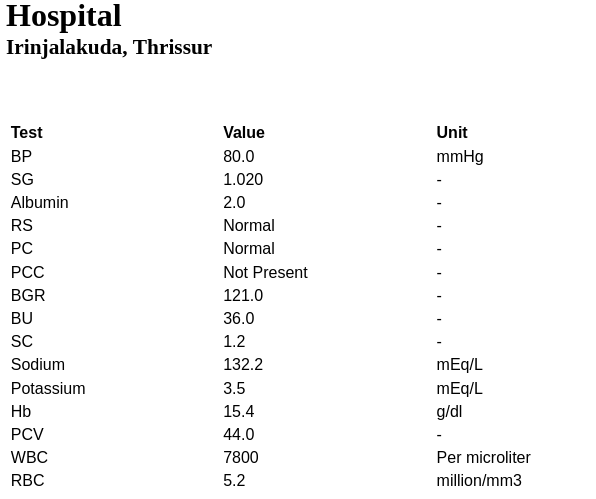 Hospital
Irinjalakuda, Thrissur
Test Value Unit
BP 80.0 mmHg
SG 1.020 -
Albumin 2.0 -
RS Normal -
PC Normal -
PCC Not Present -
BGR 121.0 -
BU 36.0 -
SC 1.2 -
Sodium 132.2 mEq/L
Potassium 3.5 mEq/L
Hb 15.4 g/dl
PCV 44.0 -
WBC 7800 Per microliter
RBC 5.2 million/mm3